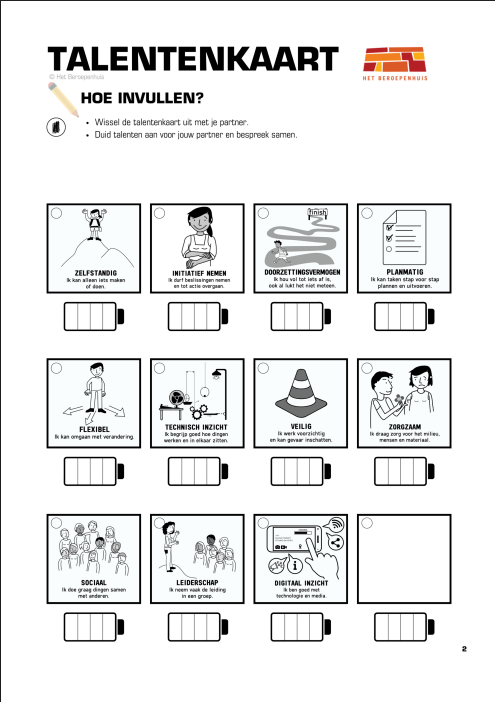 TALENTENKAART
© Het Beroepenhuis
HET BEROEPENHUIS
HOE INVULLEN?
• Wissel de talentenkaart uit met je partner.
• Duid talenten aan voor jouw partner en bespreek samen.
ZELFSTANDIG
Ik kan alleen iets maken
of doen.
INITIATIEF NEMEN
Ik durf beslissingen nemen
en tot actie overgaan.
finish
DOORZETTINGSVERMOGEN
Ik hou vol tot iets af is,
ook al lukt het niet meteen.
PLANMATIG
Ik kan taken stap voor stap
plannen en uitvoeren.
FLEXIBEL
Ik kan omgaan met verandering.
TECHNISCH INZICHT
Ik begrijp goed hoe dingen
werken en in elkaar zitten.
VEILIG
Ik werk voorzichtig
en kan gevaar inschatten.
ZORGZAAM
Ik draag zorg voor het milieu,
mensen en materiaal.
SOCIAAL
Ik doe graag dingen samen
met anderen.
LEIDERSCHAP
Ik neem vaak de leiding
in een groep.
DIGITAAL INZICHT
Ik ben goed met
technologie en media.
2